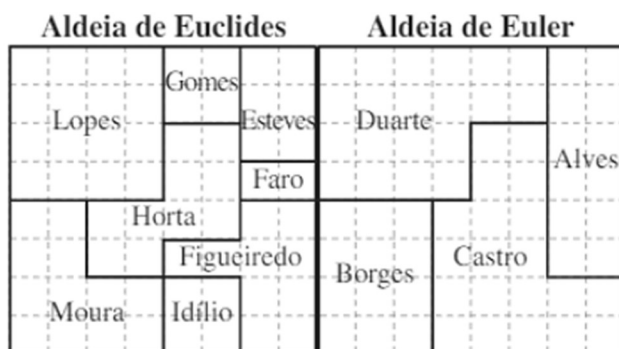 Aldeia de Euclides
Aldeia de Euler
Gomes
Lopes
Esteves
Duarte
Alves
Faro
Horta
Figueiredo
Castro
Borges
Moura
Idílio